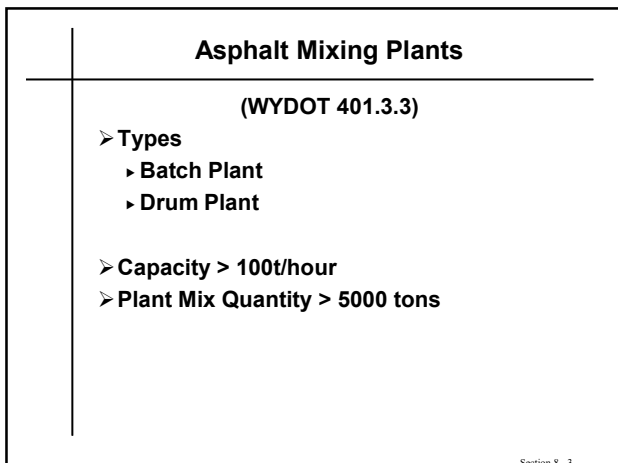 Asphalt Mixing Plants
(WYDOT 401.3.3)
➢Types
▸Batch Plant
▸Drum Plant
➢Capacity > 100t/hour
➢Plant Mix Quantity > 5000 tons
Section 8 3